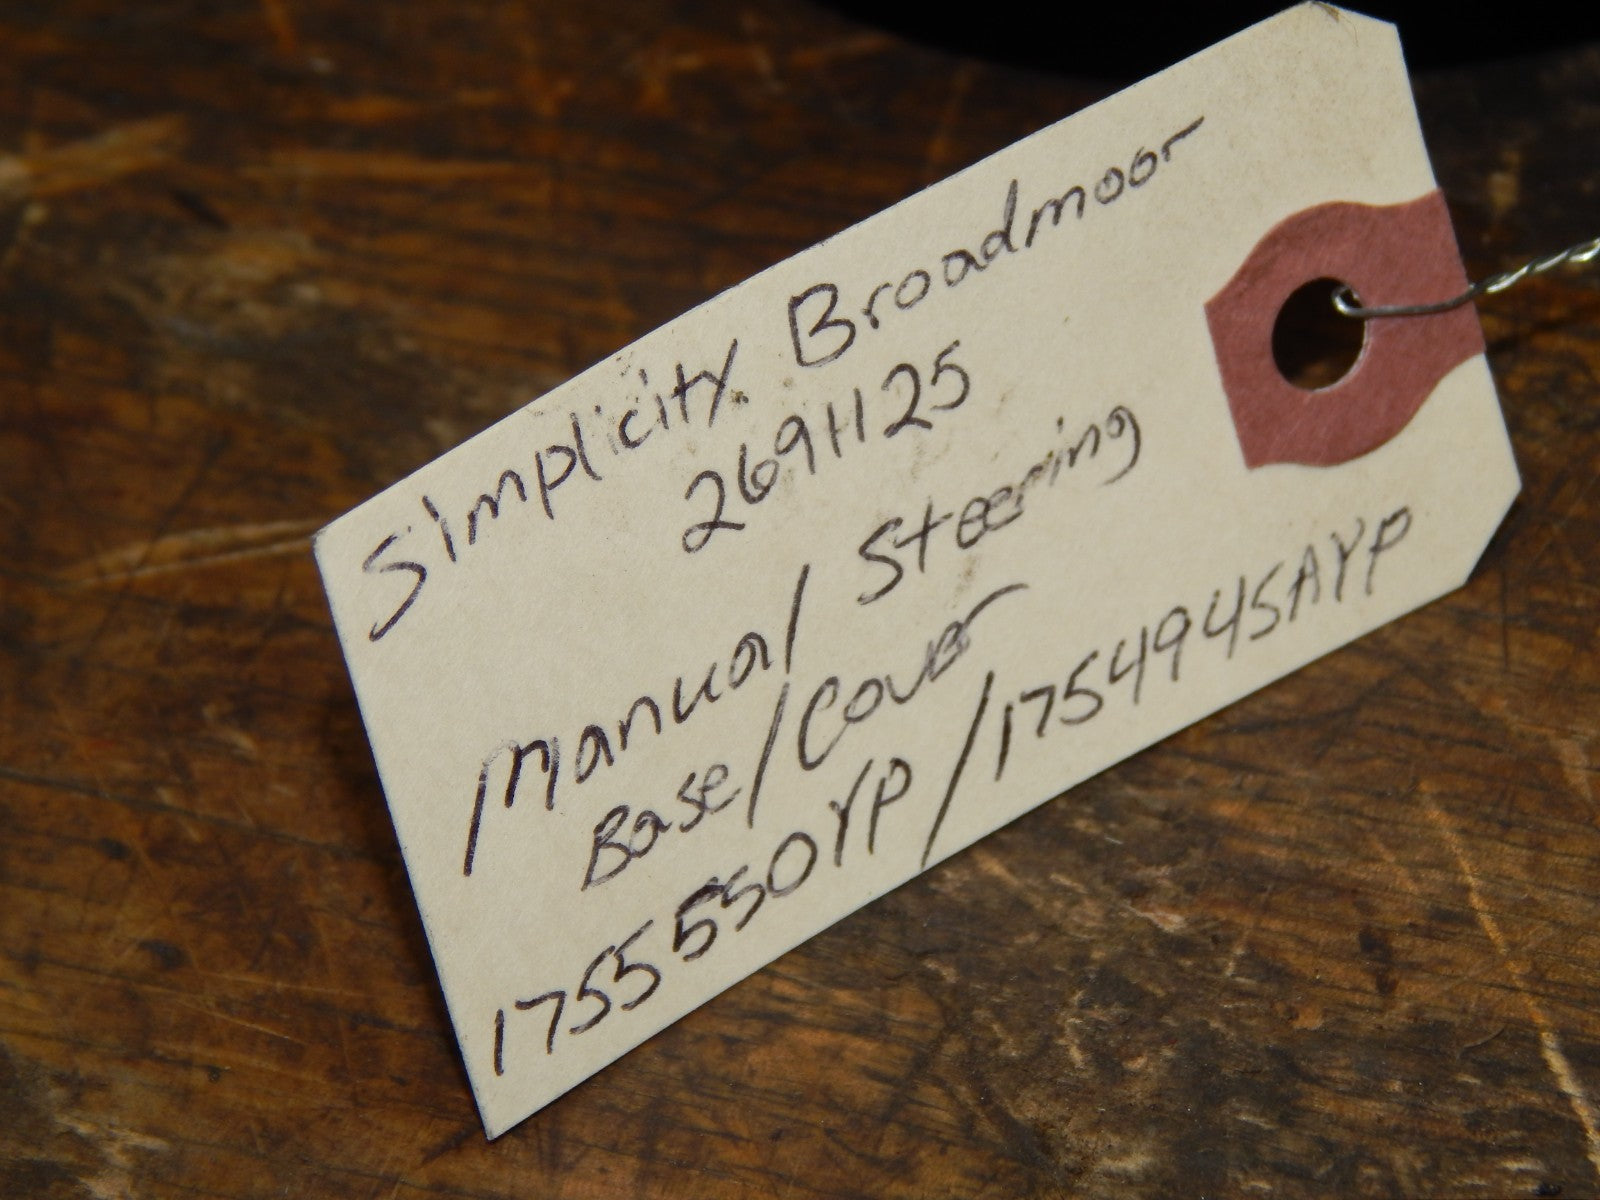 Simplicity Broadmoor
2691125
Manual Steering
Base/Cover
1755550YP/1754945AYP